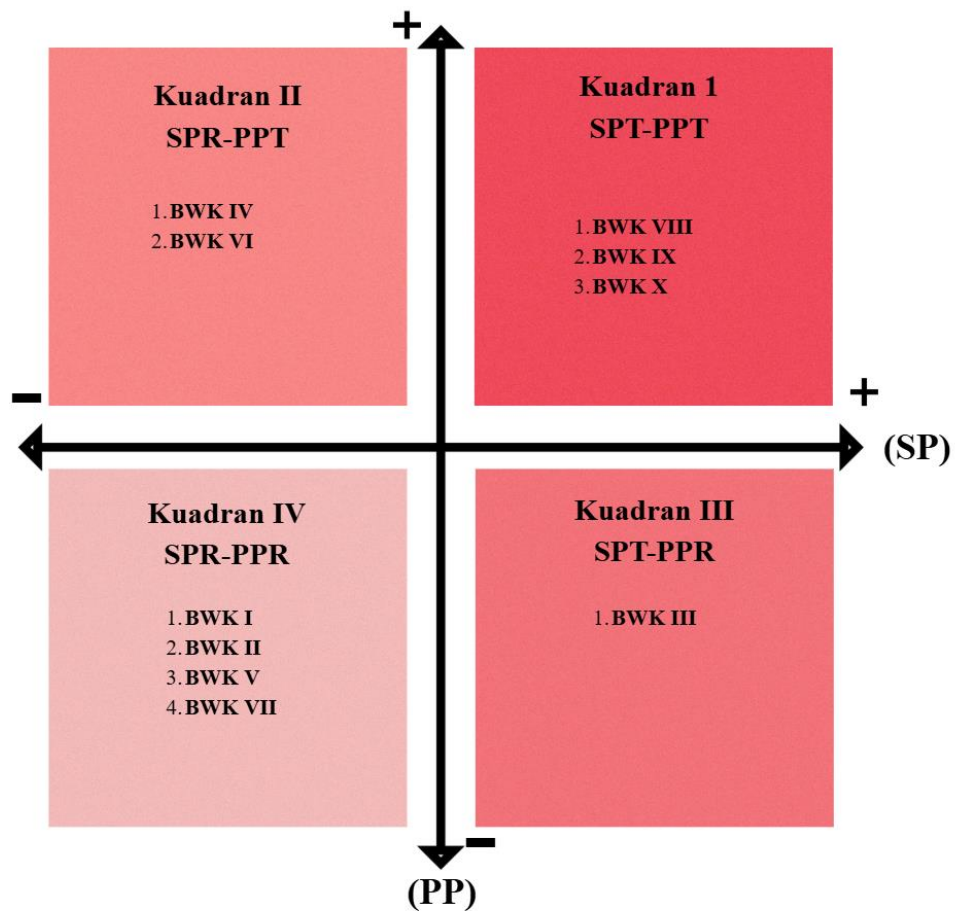 +
Kuadran II
SPR-PPT
1. BWK IV
2. BWK VI
Kuadran 1
SPT-PPT
1. BWK VIII
2. BWK IX
3. BWK X
-
+
(SP)
Kuadran IV
SPR-PPR
1. BWK I
2. BWK II
3. BWK V
4. BWK VII
Kuadran III
SPT-PPR
1. BWK III
-
(PP)